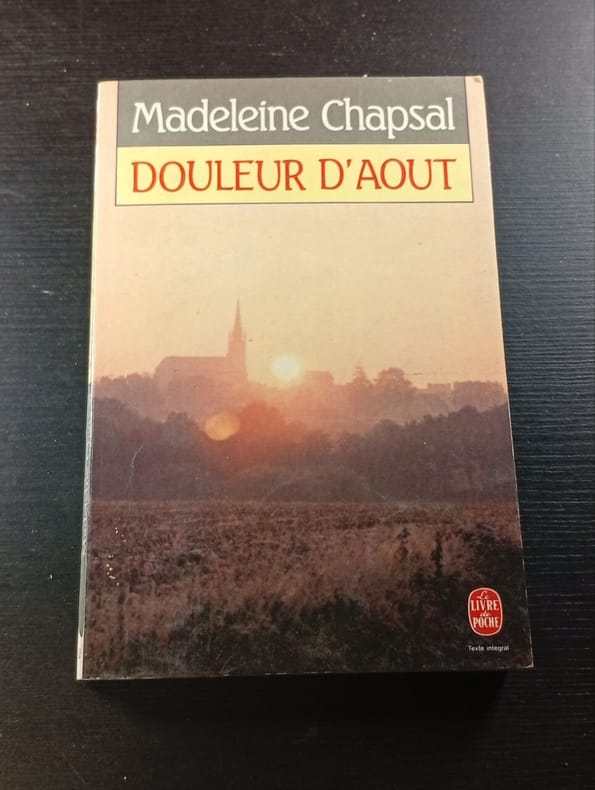 Madeleine Chapsal
DOULEUR D'AOUT
Le
LIVRE
de
POCHE
Texte intégral